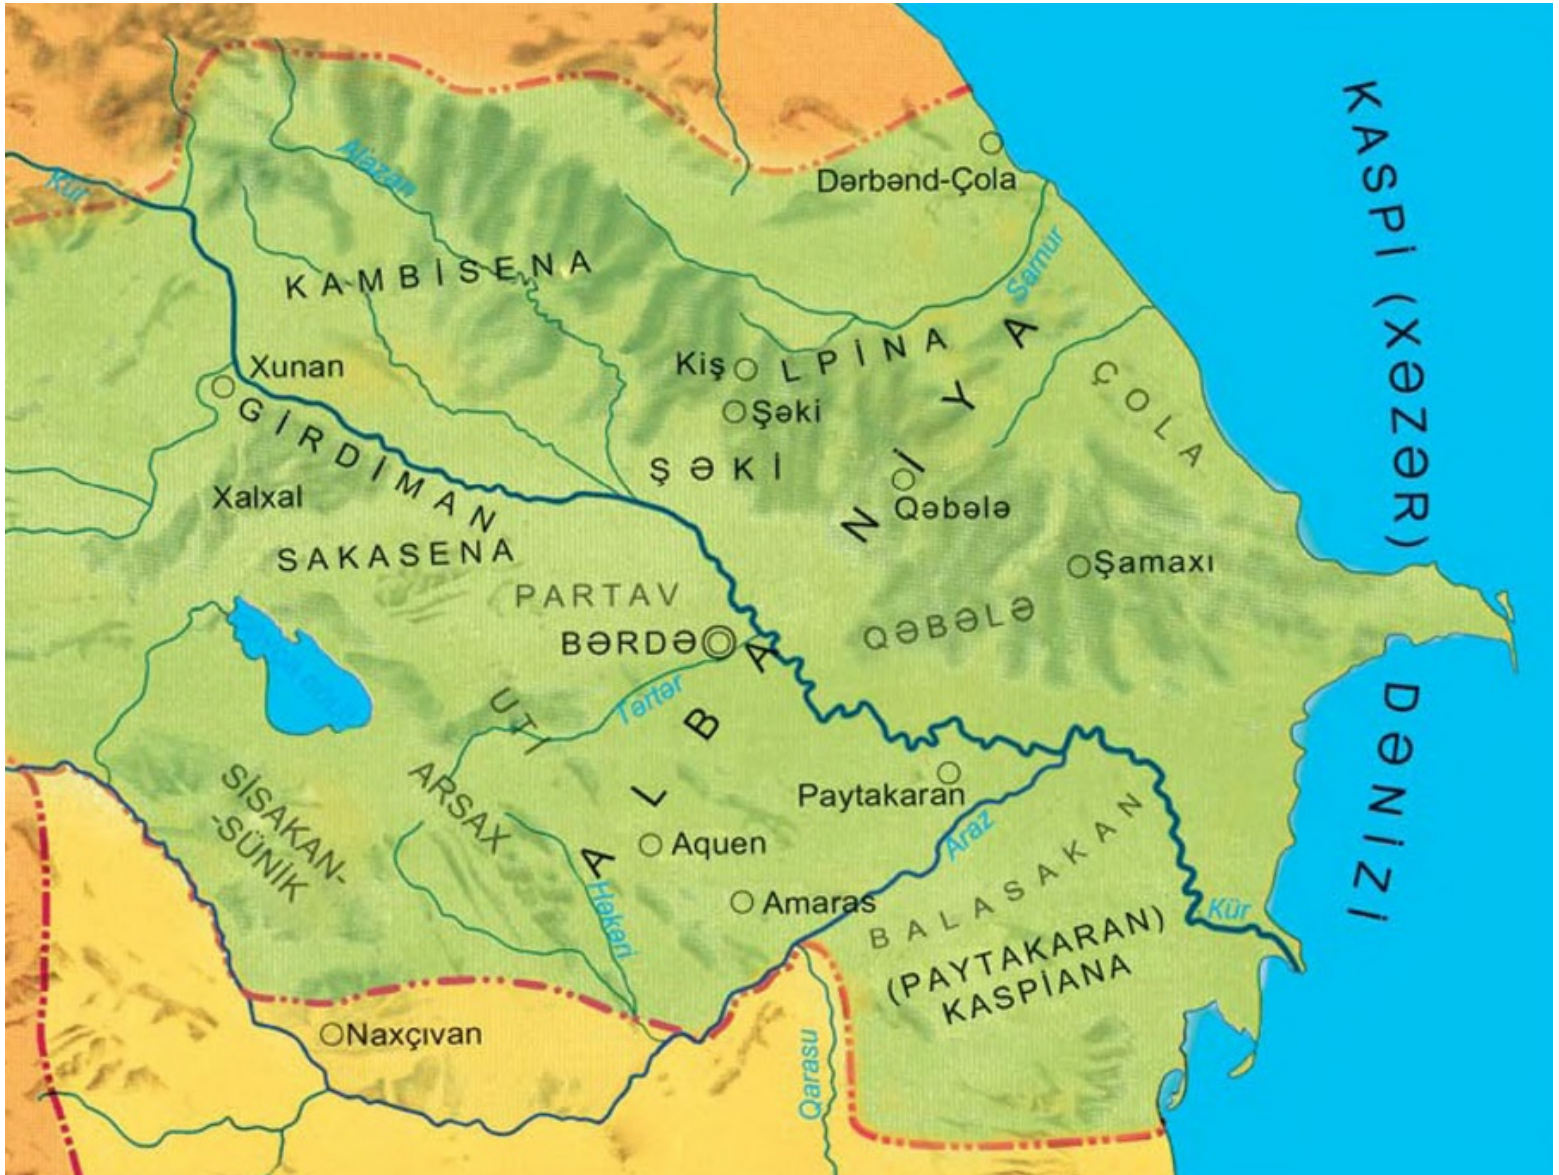 Kür
Alazan
Dərbənd-Çola
KASPİ (XƏZƏR)
DƏNİZİ
KAMBİSENA
Samur
Xunan
Kiş
LPİNA
Şəki
ÇOLA
GİRDİMAN
ŞƏKİ
Xalxal
Qəbələ
SAKASENA
Şamaxı
PARTAV
BƏRDƏ
QƏBƏLƏ
ALBANİYA
UTİ
Tərtər
SİSAKAN-
-SÜNİK
ARSAX
Paytakaran
Aquen
Araz
Amaras
Həkəri
BALASAKAN
(PAYTAKARAN)
KASPİANA
Kür
Naxçıvan
Qarasu